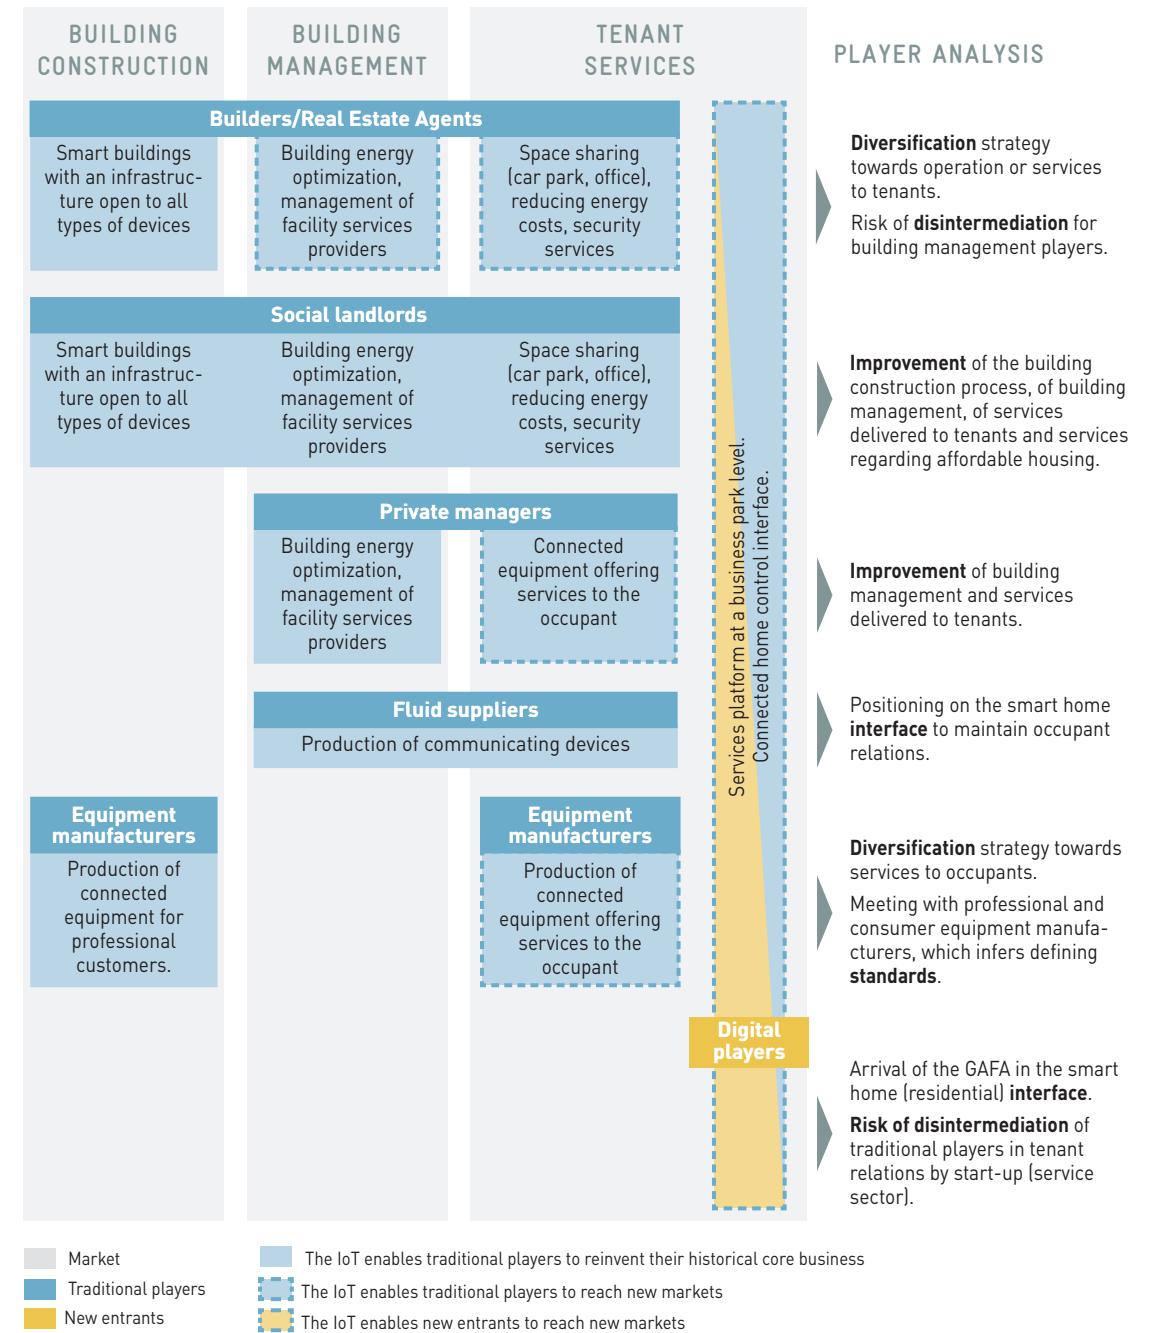 BUILDING
CONSTRUCTION
BUILDING
MANAGEMENT
TENANT
SERVICES
PLAYER ANALYSIS
Builders/Real Estate Agents
Smart buildings
with an infrastruc-
ture open to all
types of devices
Building energy
optimization,
management of
facility services
providers
Space sharing
(car park, office),
reducing energy
costs, security
services
Diversification strategy
towards operation or services
to tenants.
Risk of disintermediation for
building management players.
Social landlords
Smart buildings
with an infrastruc-
ture open to all
types of devices
Building energy
optimization,
management of
facility services
providers
Space sharing
(car park, office),
reducing energy
costs, security
services
Improvement of the building
construction process, of building
management, of services
delivered to tenants and services
regarding affordable housing.
Private managers
Building energy
optimization,
management of
facility services
providers
Connected
equipment offering
services to the
occupant
Improvement of building
management and services
delivered to tenants.
Services platform at a business park level.
Connected home control interface.
Fluid suppliers
Production of communicating devices
Positioning on the smart home
interface to maintain occupant
relations.
Equipment
manufacturers
Production of
connected
equipment for
professional
customers.
Equipment
manufacturers
Production of
connected
equipment offering
services to the
occupant
Diversification strategy towards
services to occupants.
Meeting with professional and
consumer equipment manufa-
cturers, which infers defining
standards.
Digital
players
Arrival of the GAFA in the smart
home (residential) interface.
Risk of disintermediation of
traditional players in tenant
relations by start-up (service
sector).
Market
Traditional players
New entrants
The IoT enables traditional players to reinvent their historical core business
The IoT enables traditional players to reach new markets
The IoT enables new entrants to reach new markets